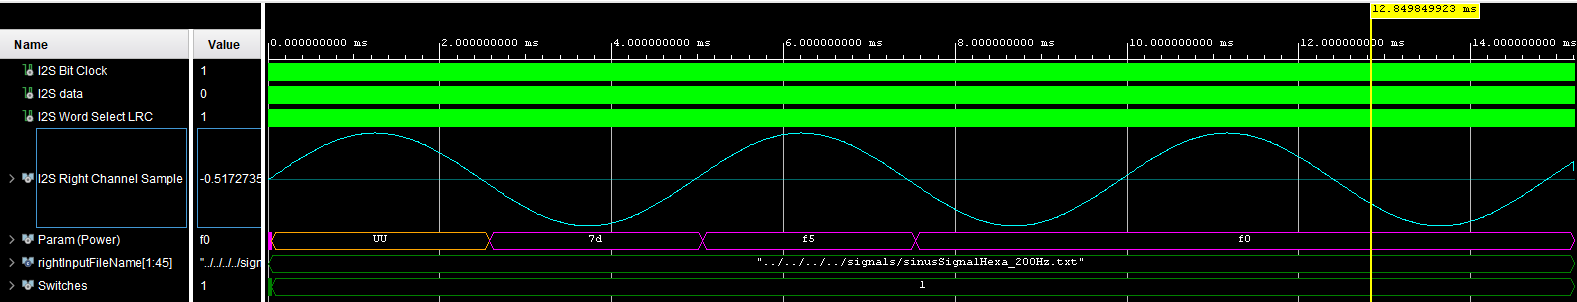 12.849849923 ms
Name Value
0.000000000 ms 2.000000000 ms 4.000000000 ms 6.000000000 ms 8.000000000 ms 10.000000000 ms 12.000000000 ms 14.000000000 ms
I2S Bit Clock 1
I2S data 0
I2S Word Select LRC 1
I2S Right Channel Sample -0.5172735
Param (Power) f0 UU 7d f5 f0
rightInputFileName[1:45] "../../../../sign "../../../../signals/sinusSignalHexa_200Hz.txt"
Switches 1 1